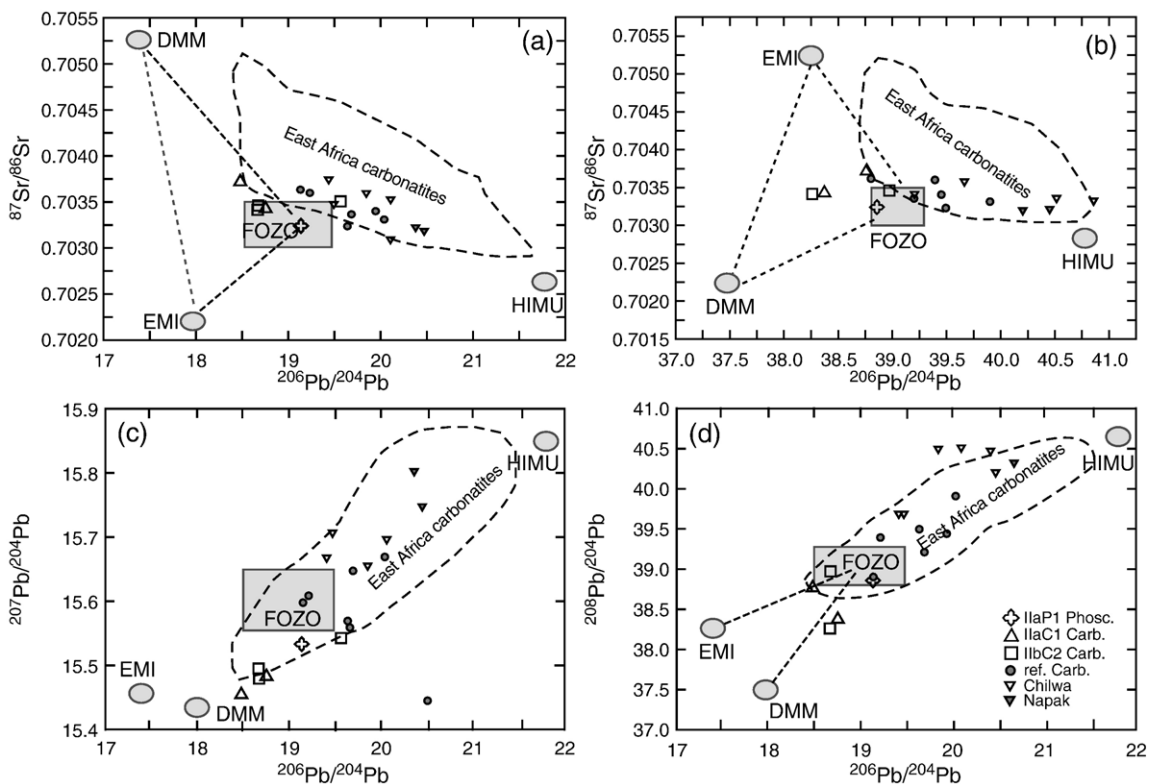 (a)
0.7055
0.7050
0.7040
0.7030
0.7025
0.7020
87Sr/86Sr
DMM
East Africa carbonatites
FOZO
EMI
HIMU
17 18 19 20 21 22
206Pb/204Pb
(b)
0.7055
0.7050
0.7045
0.7040
0.7035
0.7030
0.7025
0.7020
0.7015
87Sr/86Sr
EMI
East Africa carbonatites
FOZO
HIMU
DMM
37.0 37.5 38.0 38.5 38.5 39.0 39.5 40.0 40.5 41.0
206Pb/204Pb
(c)
15.9
15.8
15.7
15.6
15.5
15.4
207Pb/204Pb
HIMU
East Africa carbonatites
FOZO
EMI
DMM
17 18 19 20 21 22
206Pb/204Pb
(d)
41.0
40.5
40.0
39.5
39.0
38.5
38.0
37.5
37.0
208Pb/204Pb
HIMU
East Africa carbonatites
FOZO
EMI
DMM
IIaP1 Phosc.
IIaC1 Carb.
IIbC2 Carb.
ref. Carb.
Chilwa
Napak
17 18 19 20 21 22
206Pb/204Pb